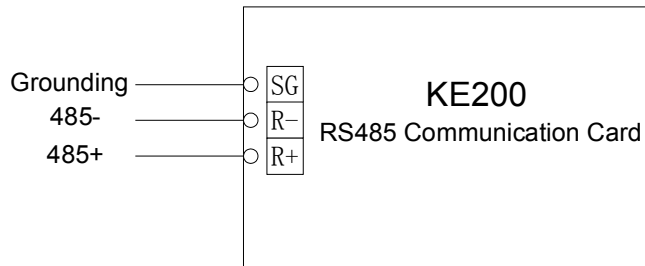 Grounding
SG
KE200
485-
R-
RS485 Communication Card
485+
R+